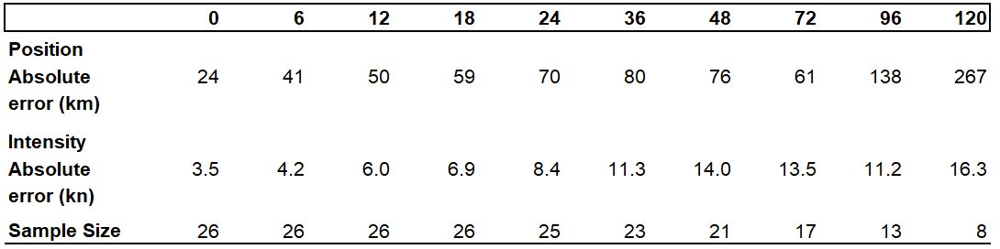 0 6 12 18 24 36 48 72 96 120
Position
Absolute 24 41 50 59 70 80 76 61 138 267
error (km)
Intensity
Absolute 3.5 4.2 6.0 6.9 8.4 11.3 14.0 13.5 11.2 16.3
error (kn)
Sample Size 26 26 26 26 25 23 21 17 13 8